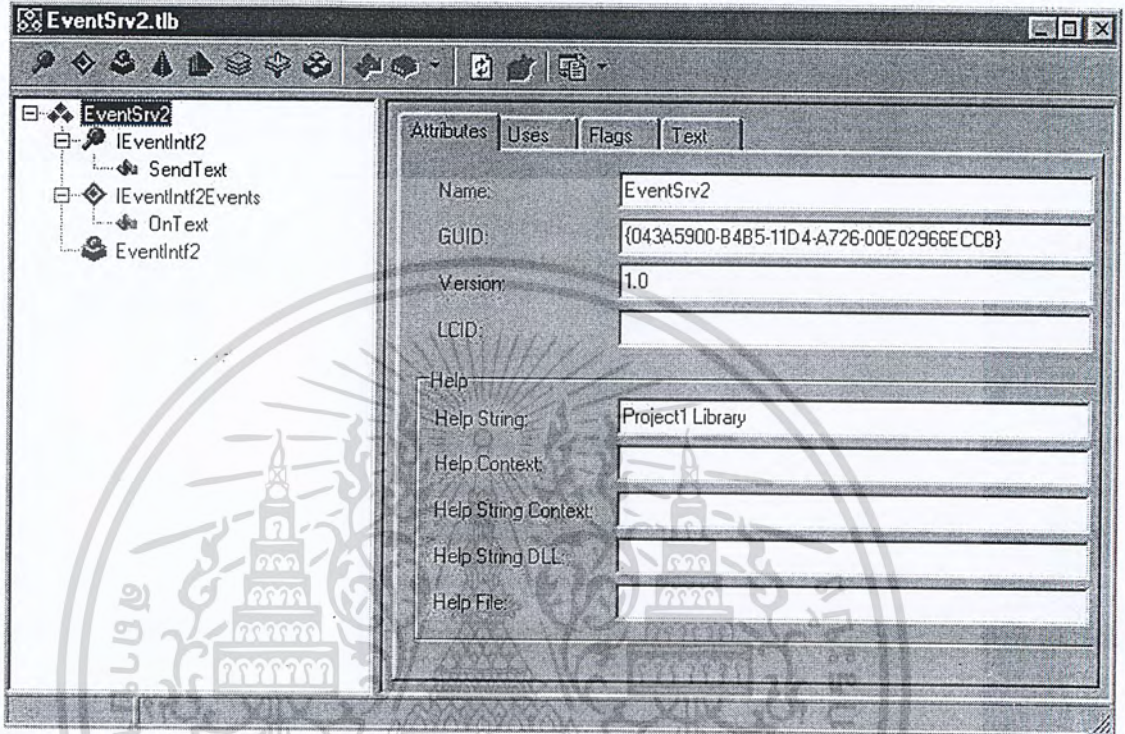 EventSrv2.tlb
EventSrv2
IEventIntf2
SendText
IEventIntf2Events
OnText
EventIntf2
Attributes Uses Flags Text
Name: EventSrv2
GUID: {043A5900-B4B5-11D4-A726-00E02966ECCB}
Version: 1.0
LCID:
Help
Help String: Project1 Library
Help Context:
Help String Context:
Help String DLL:
Help File: